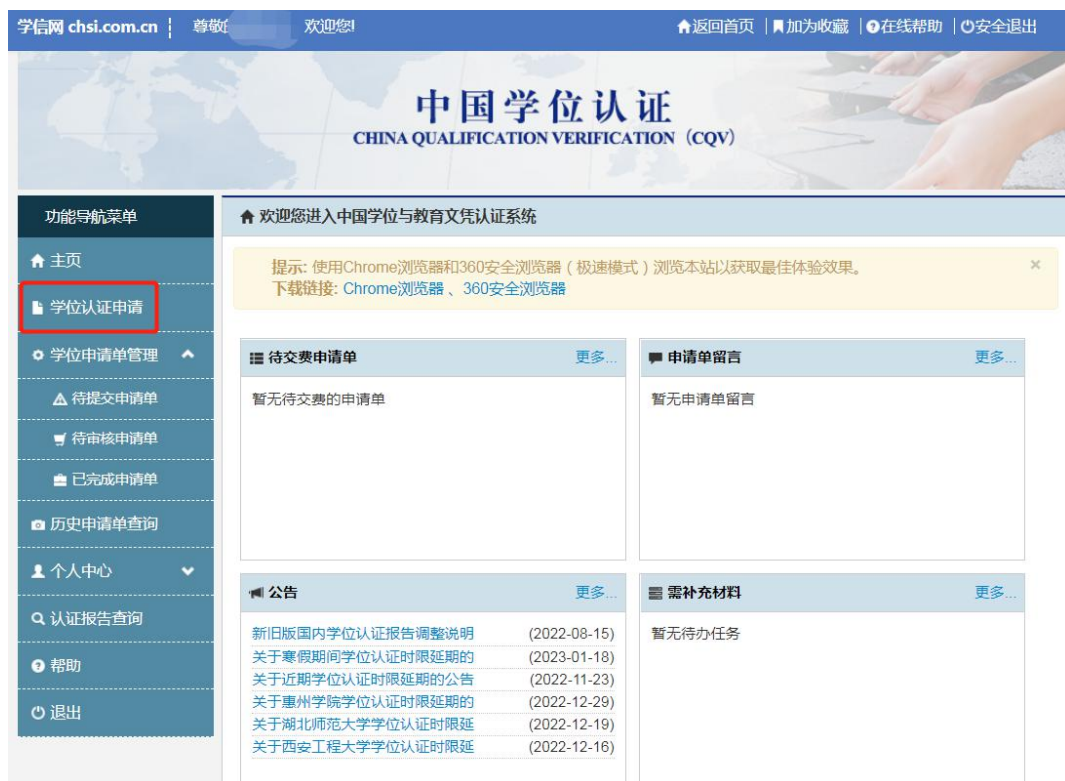 学信网 chsi.com.cn ┆ 尊敬 欢迎您!
返回首页 | 加为收藏 | 在线帮助 | 安全退出
中国学位认证
CHINA QUALIFICATION VERIFICATION（CQV）
功能导航菜单
主页
学位认证申请
学位申请单管理
待提交申请单
待审核申请单
已完成申请单
历史申请单查询
个人中心
认证报告查询
帮助
退出
欢迎您进入中国学位与教育文凭认证系统
提示: 使用Chrome浏览器和360安全浏览器（极速模式）浏览本站以获取最佳体验效果。 ×
下载链接: Chrome浏览器、360安全浏览器
待交费申请单 更多...
暂无待交费的申请单
申请单留言 更多...
暂无申请单留言
公告 更多...
新旧版国内学位认证报告调整说明 (2022-08-15)
关于寒假期间学位认证时限延期的 (2023-01-18)
关于近期学位认证时限延期的公告 (2022-11-23)
关于惠州学院学位认证时限延期的 (2022-12-29)
关于湖北师范大学学位认证时限延 (2022-12-19)
关于西安工程大学学位认证时限延 (2022-12-16)
需补充材料 更多...
暂无待办任务